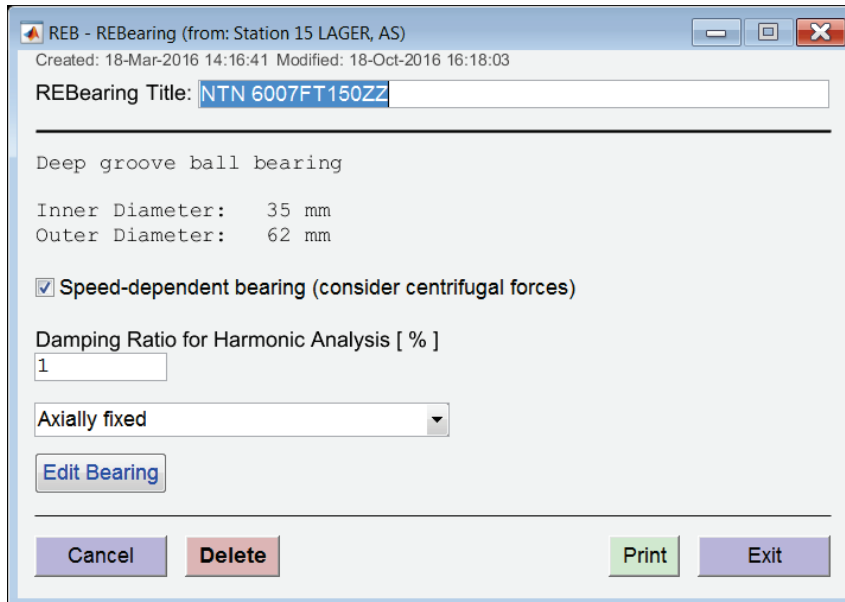 REB - REBearing (from: Station 15 LAGER, AS)
Created: 18-Mar-2016 14:16:41 Modified: 18-Oct-2016 16:18:03
REBearing Title: NTN 6007FT150ZZ
Deep groove ball bearing
Inner Diameter: 35 mm
Outer Diameter: 62 mm
Speed-dependent bearing (consider centrifugal forces)
Damping Ratio for Harmonic Analysis [ % ]
1
Axially fixed
Edit Bearing
Cancel Delete Print Exit